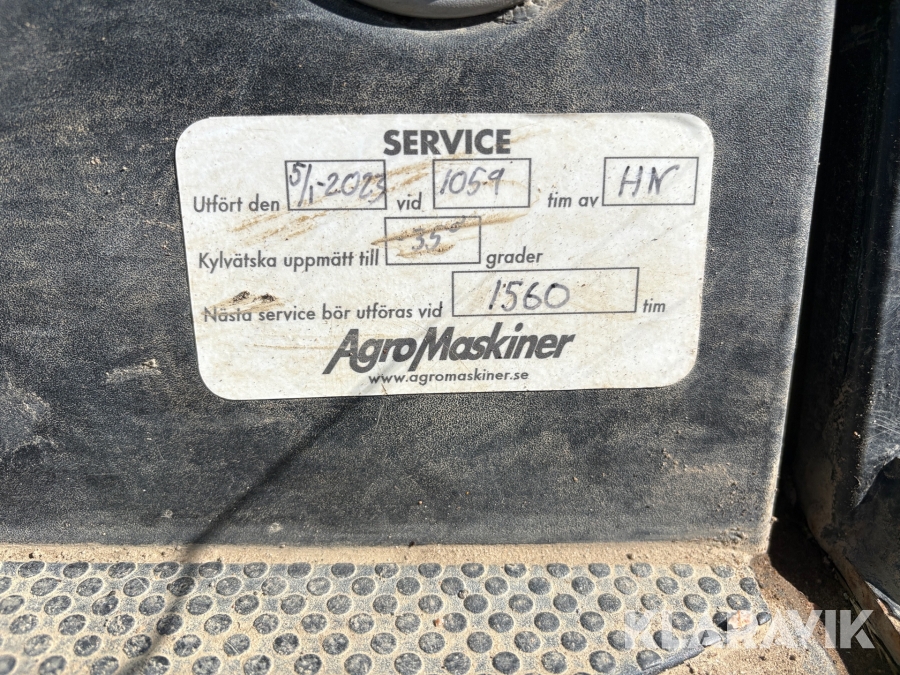 SERVICE
Utfört den 5/1-2023 vid 1059 tim av HN
Kylvätska uppmätt till 35° grader
Nästa service bör utföras vid 1560 tim
AgroMaskiner
www.agromaskiner.se
KLARAVIK